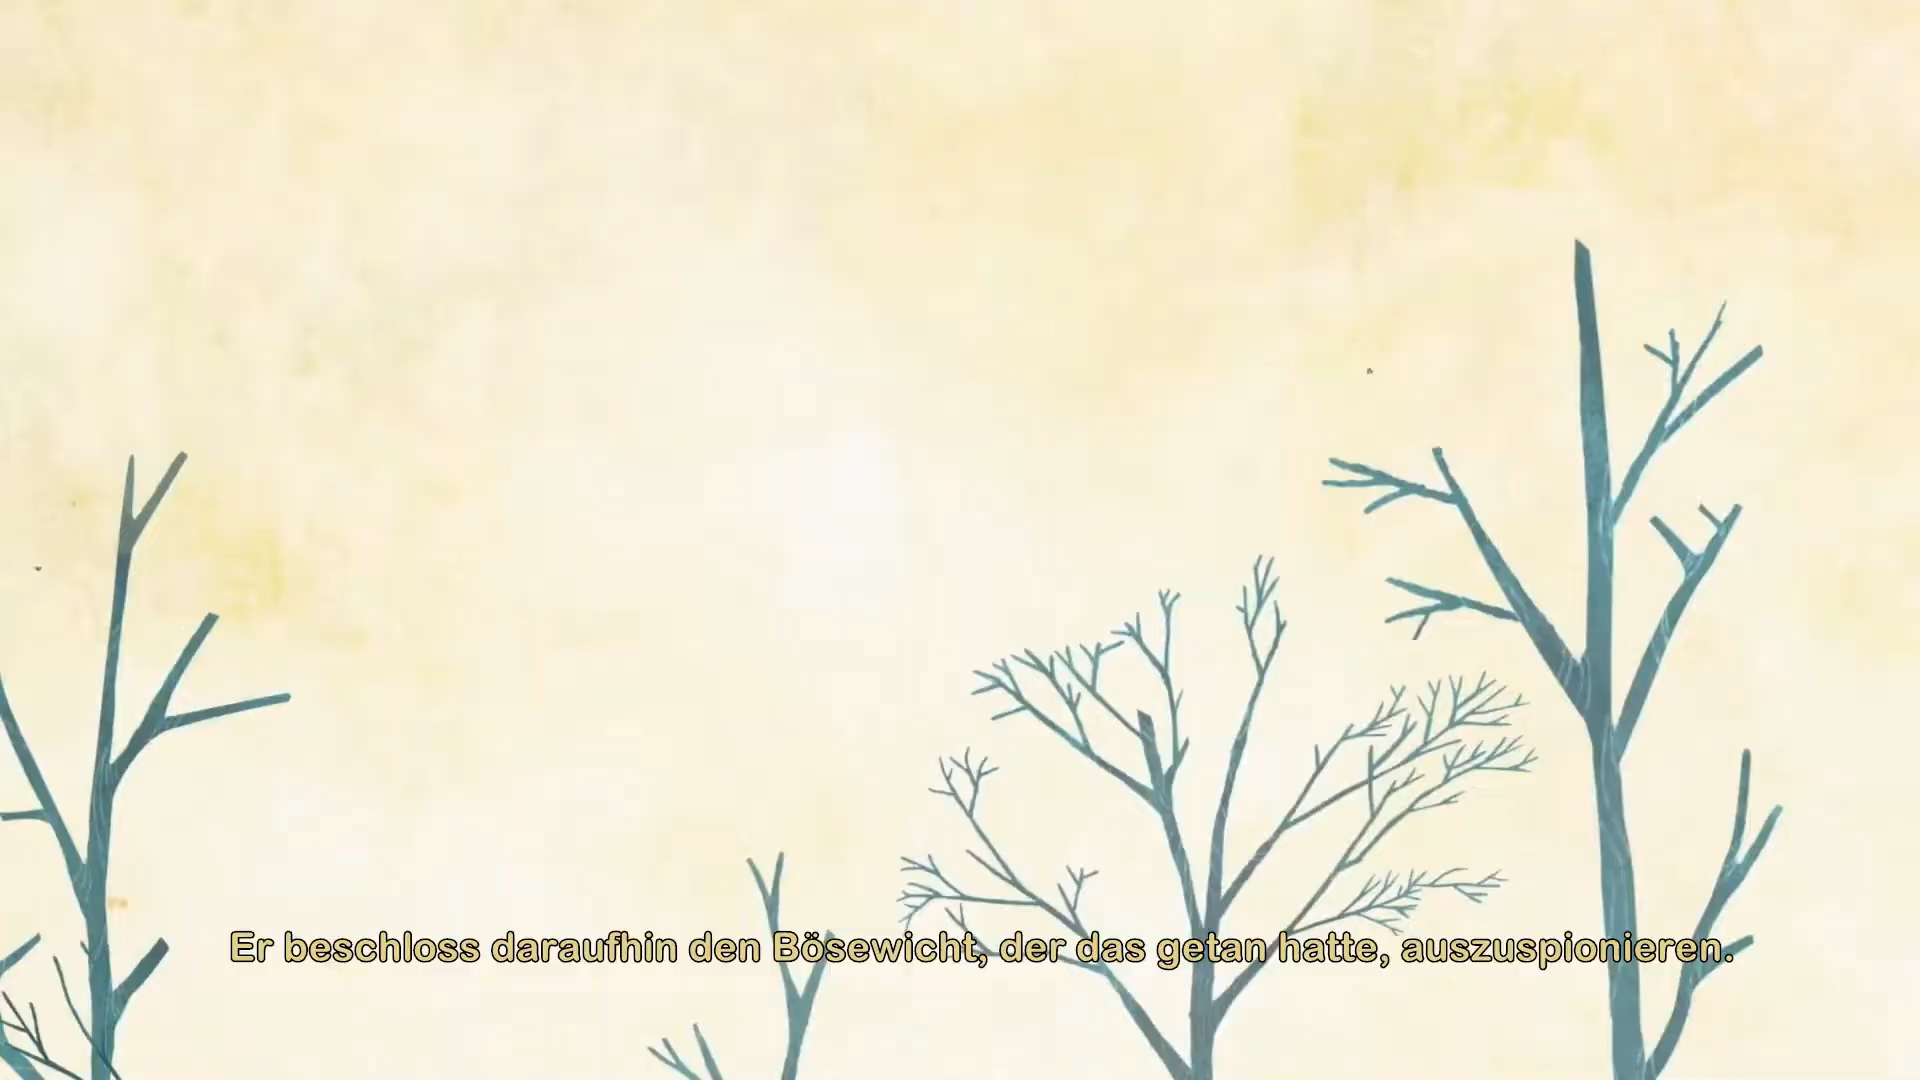 Er beschloss daraufhin den Bösewicht, der das getan hatte, auszuspionieren.